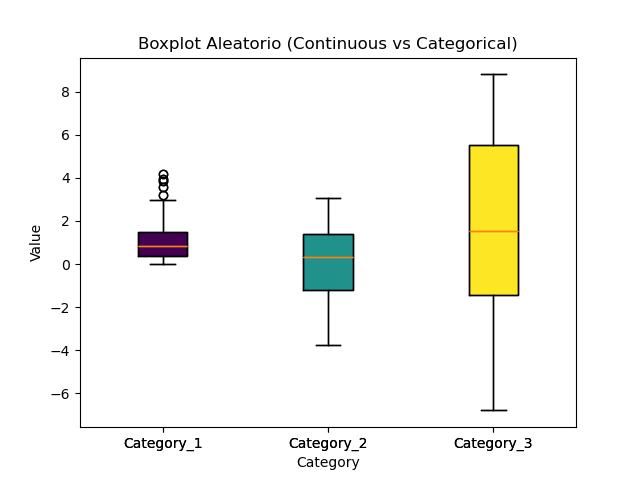 Boxplot Aleatorio (Continuous vs Categorical)
8
6
4
2
0
−2
−4
−6
Value
Category_1 Category_2 Category_3
Category